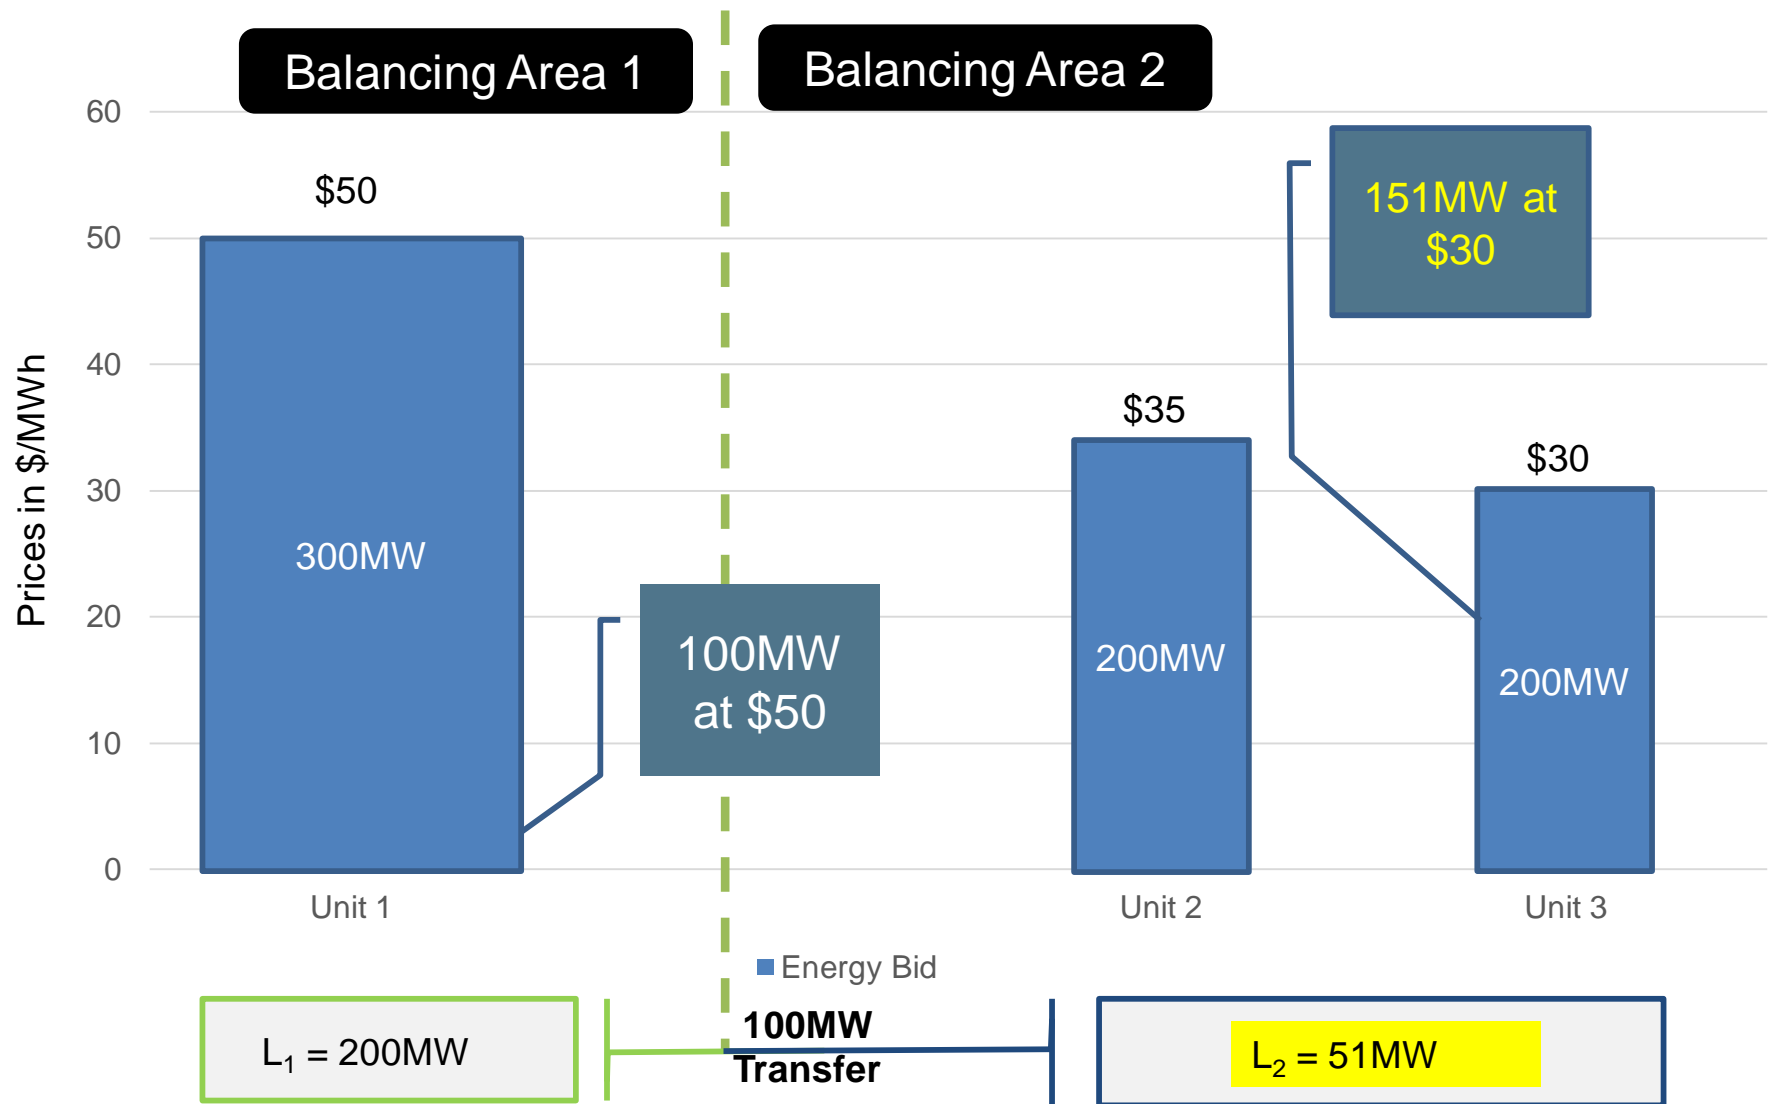 Balancing Area 1
Balancing Area 2
Prices in $/MWh
60
50
40
30
20
10
0
$50
300MW
100MW
at $50
$35
200MW
151MW at
$30
$30
200MW
Unit 1
Unit 2
Unit 3
Energy Bid
L₁ = 200MW
100MW
Transfer
L₂ = 51MW